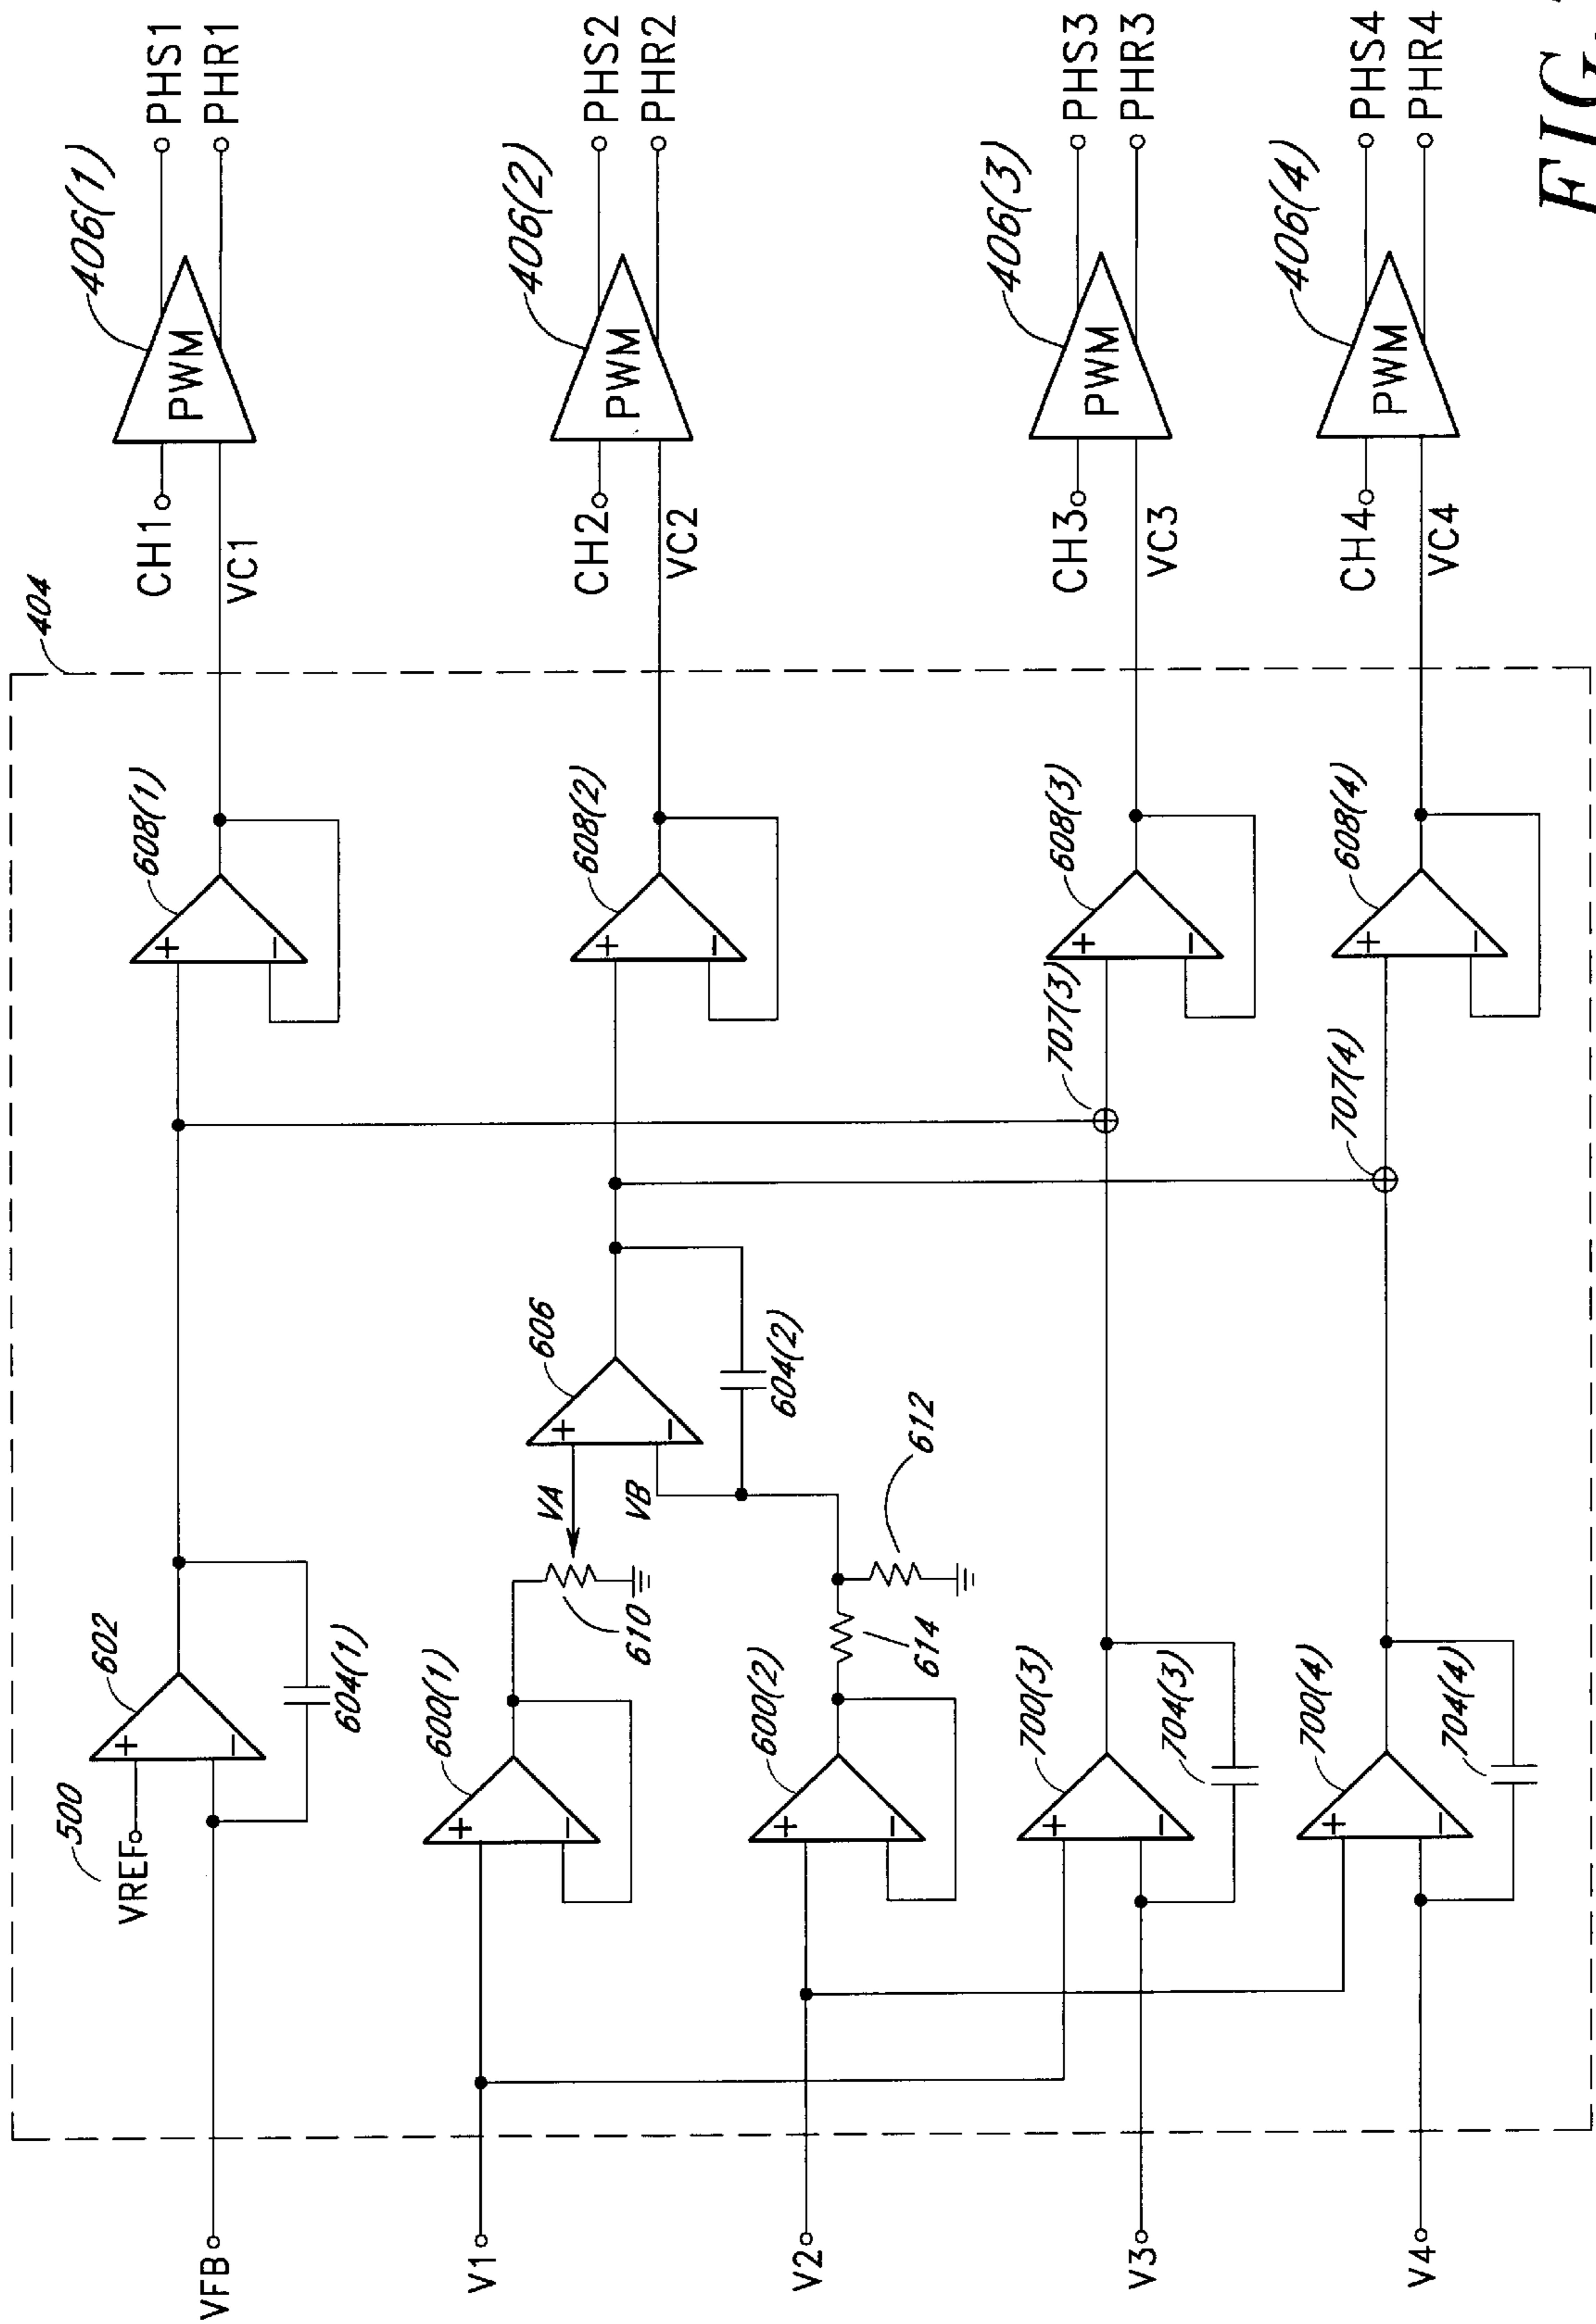 404
406(1)
PHS1
PHR1
PWM
CH1
VC1
608(1)
+
−
602
+
−
604(1)
500
VREF
VFB
406(2)
PHS2
PHR2
PWM
CH2
VC2
608(2)
+
−
606
+
−
VA
VB
604(2)
610
612
614
600(1)
+
−
V1
600(2)
+
−
V2
406(3)
PHS3
PHR3
PWM
CH3
VC3
608(3)
+
−
707(3)
700(3)
+
−
704(3)
V3
406(4)
PHS4
PHR4
PWM
CH4
VC4
608(4)
+
−
707(4)
700(4)
+
−
704(4)
V4
FIG.